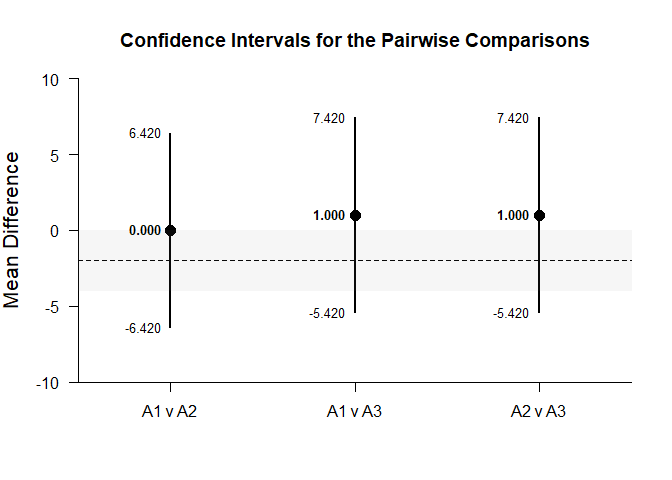 Confidence Intervals for the Pairwise Comparisons
Mean Difference
10
5
0
-5
-10
6.420
0.000
-6.420
7.420
1.000
-5.420
7.420
1.000
-5.420
A1 v A2
A1 v A3
A2 v A3